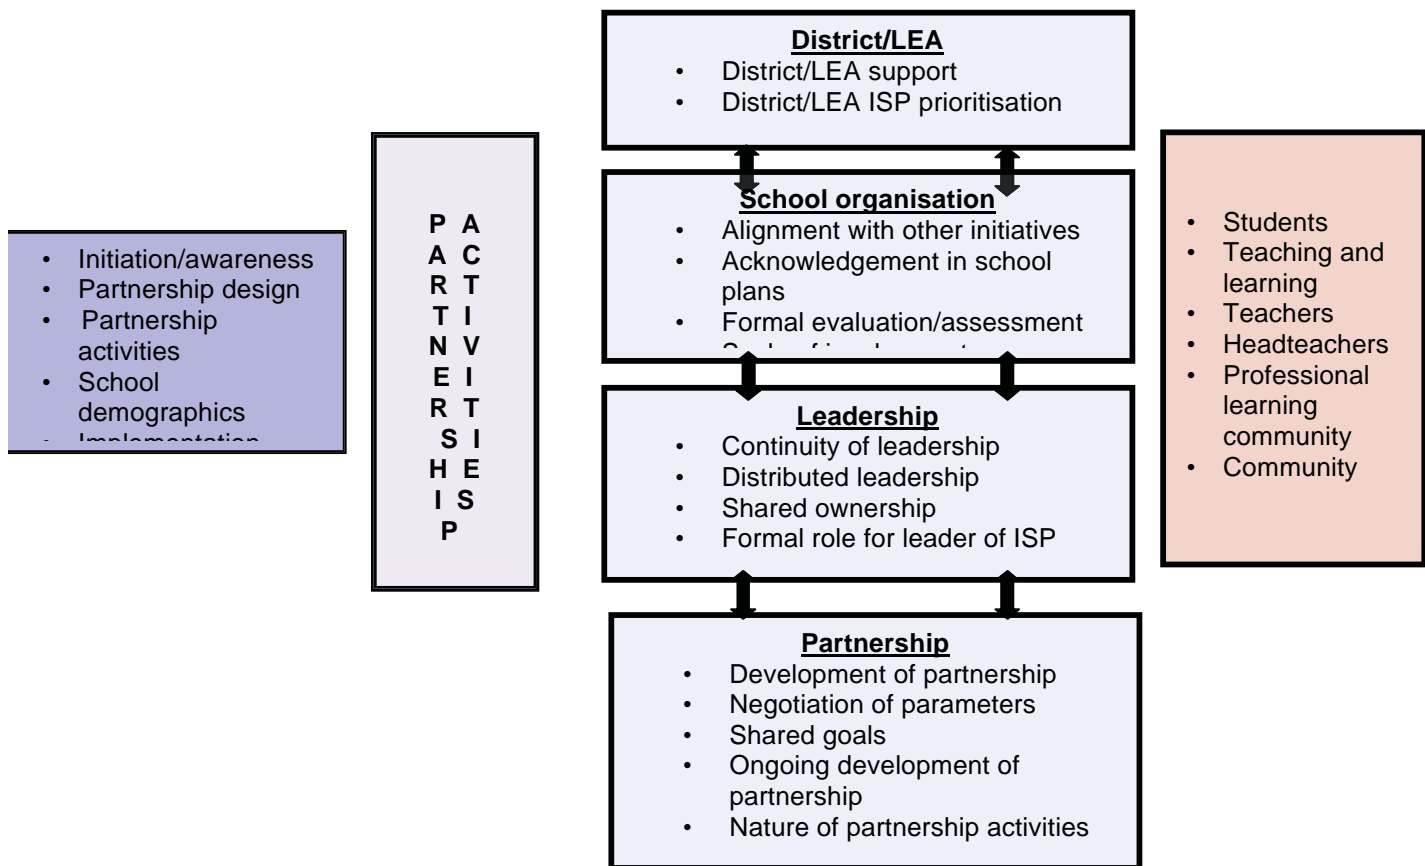 • Initiation/awareness
• Partnership design
• Partnership
activities
• School
demographics
• Implementation
PARTNERSHIP
ACTIVITIES
District/LEA
• District/LEA support
• District/LEA ISP prioritisation
School organisation
• Alignment with other initiatives
• Acknowledgement in school
plans
• Formal evaluation/assessment
Leadership
• Continuity of leadership
• Distributed leadership
• Shared ownership
• Formal role for leader of ISP
Partnership
• Development of partnership
• Negotiation of parameters
• Shared goals
• Ongoing development of
partnership
• Nature of partnership activities
• Students
• Teaching and
learning
• Teachers
• Headteachers
• Professional
learning
community
• Community